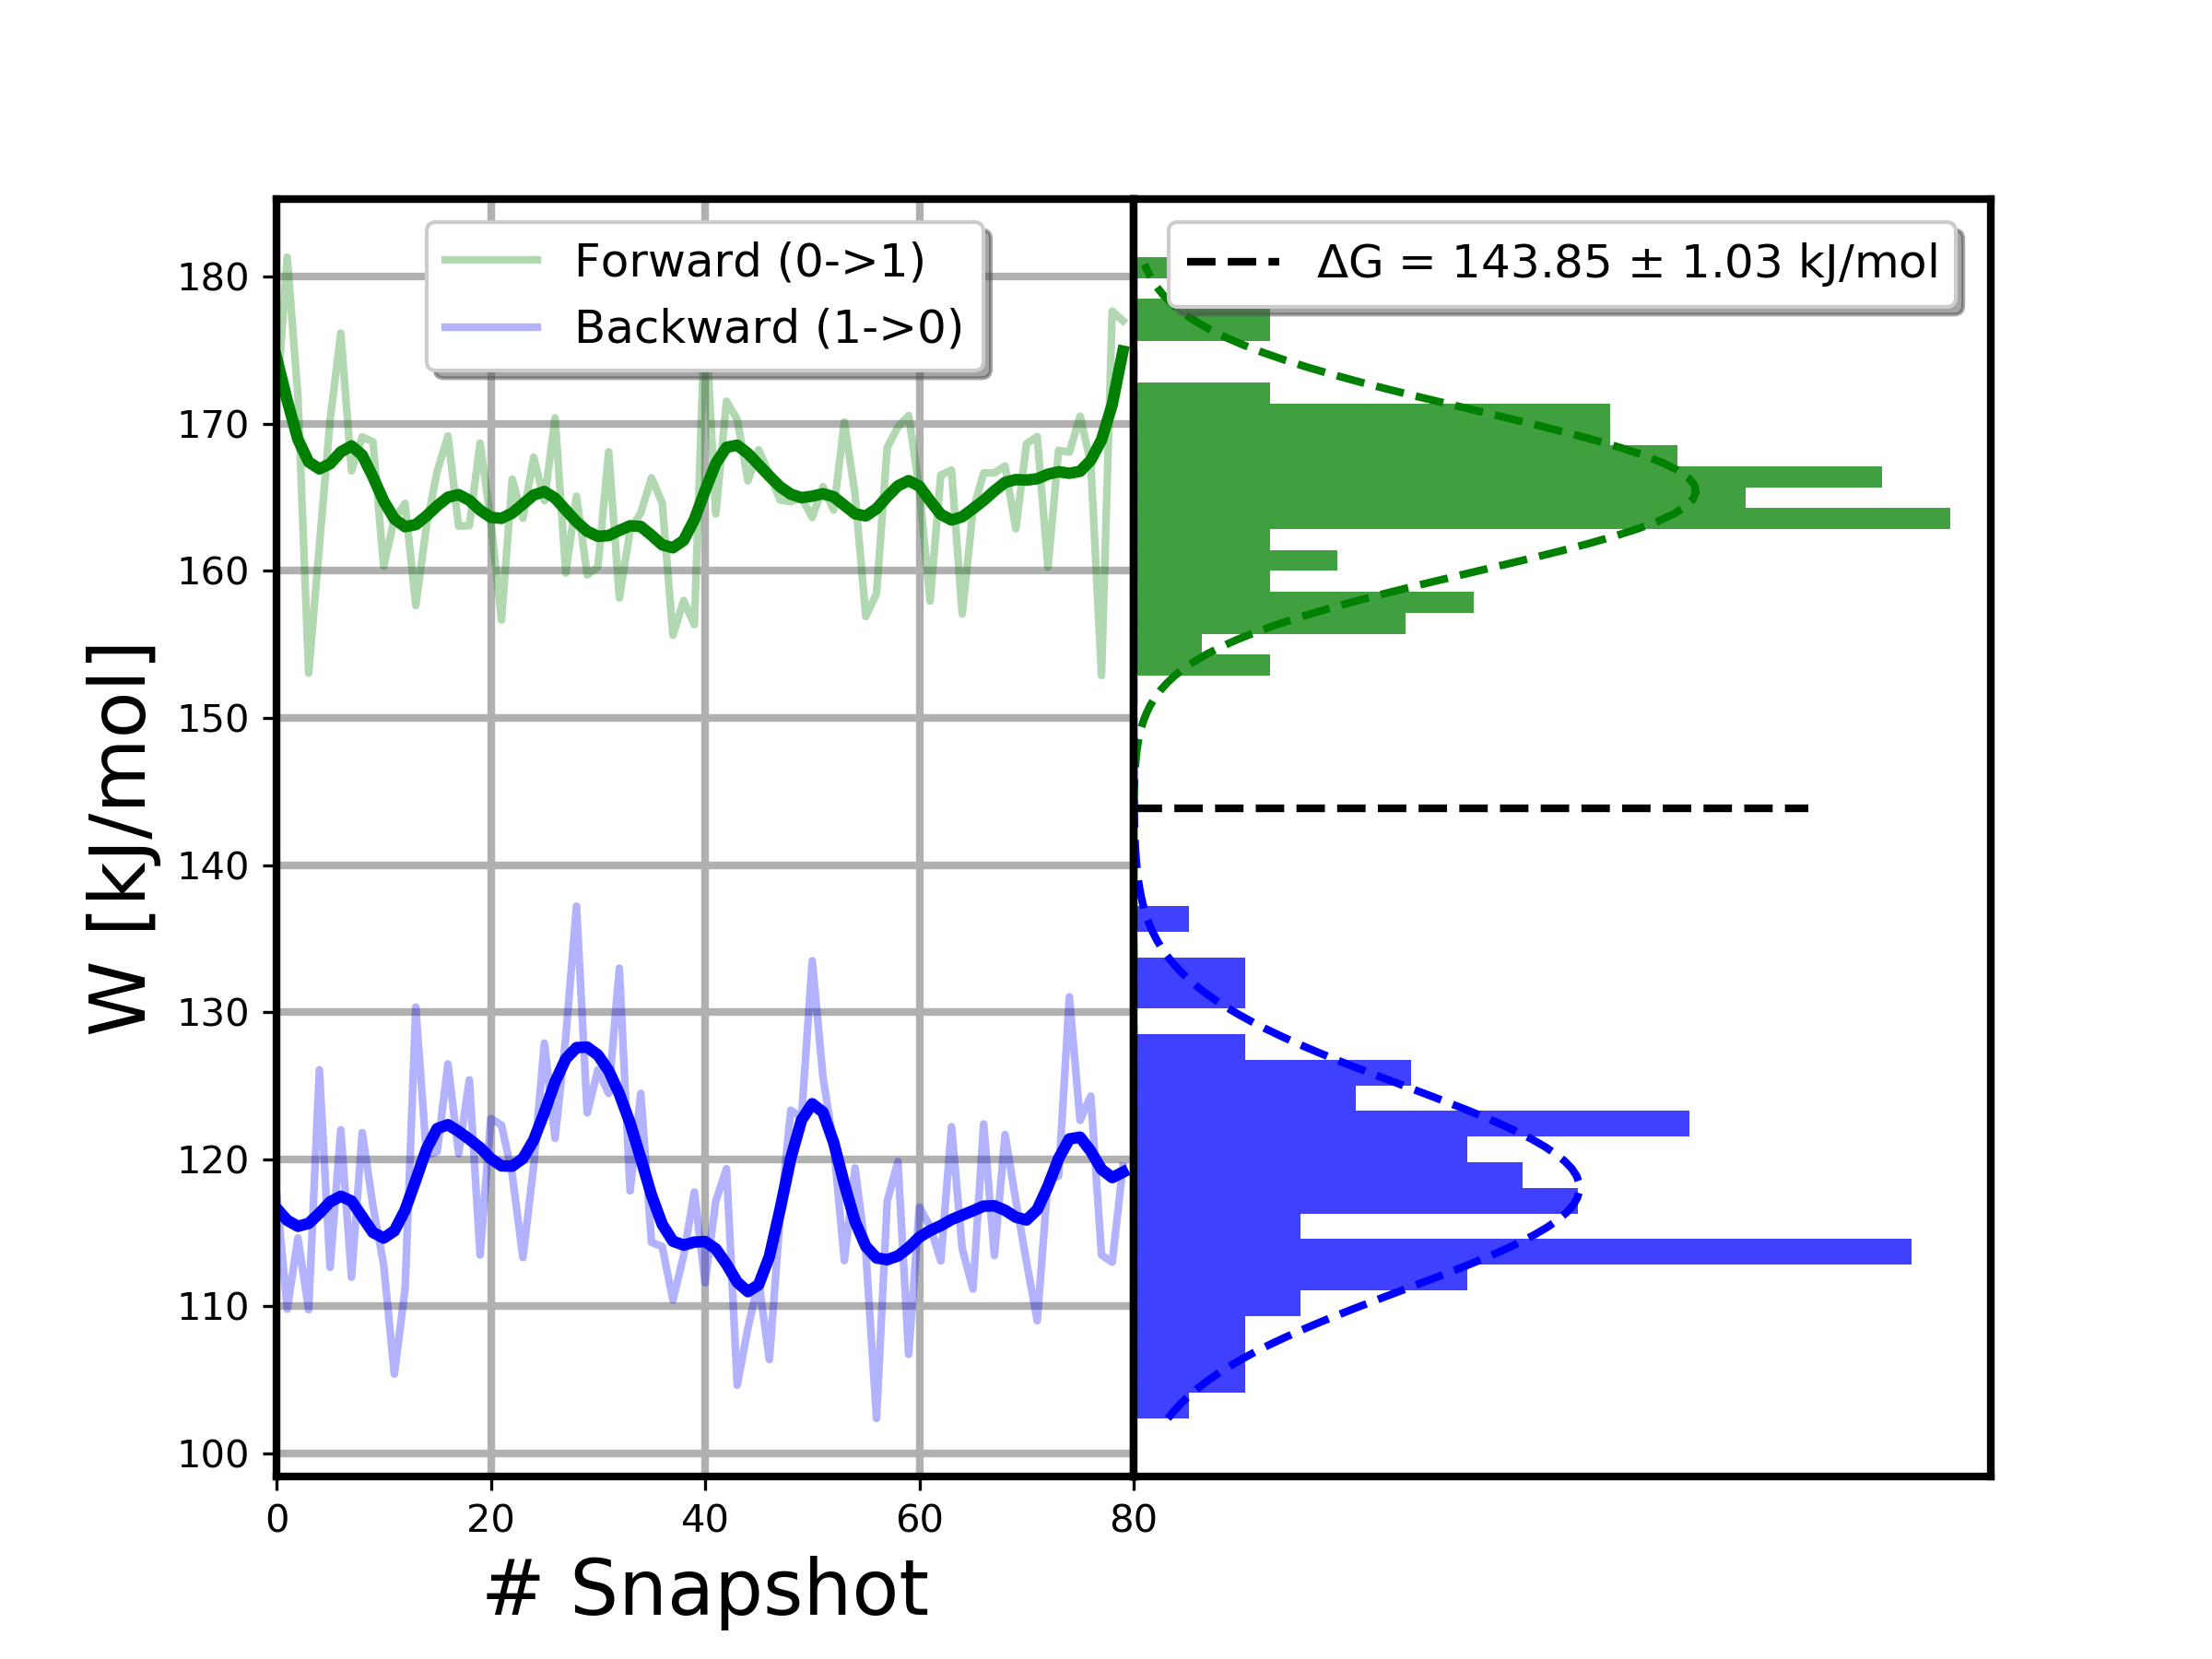 Forward (0->1)
Backward (1->0)
ΔG = 143.85 ± 1.03 kJ/mol
W [kJ/mol]
180
170
160
150
140
130
120
110
100
0 20 40 60 80
# Snapshot